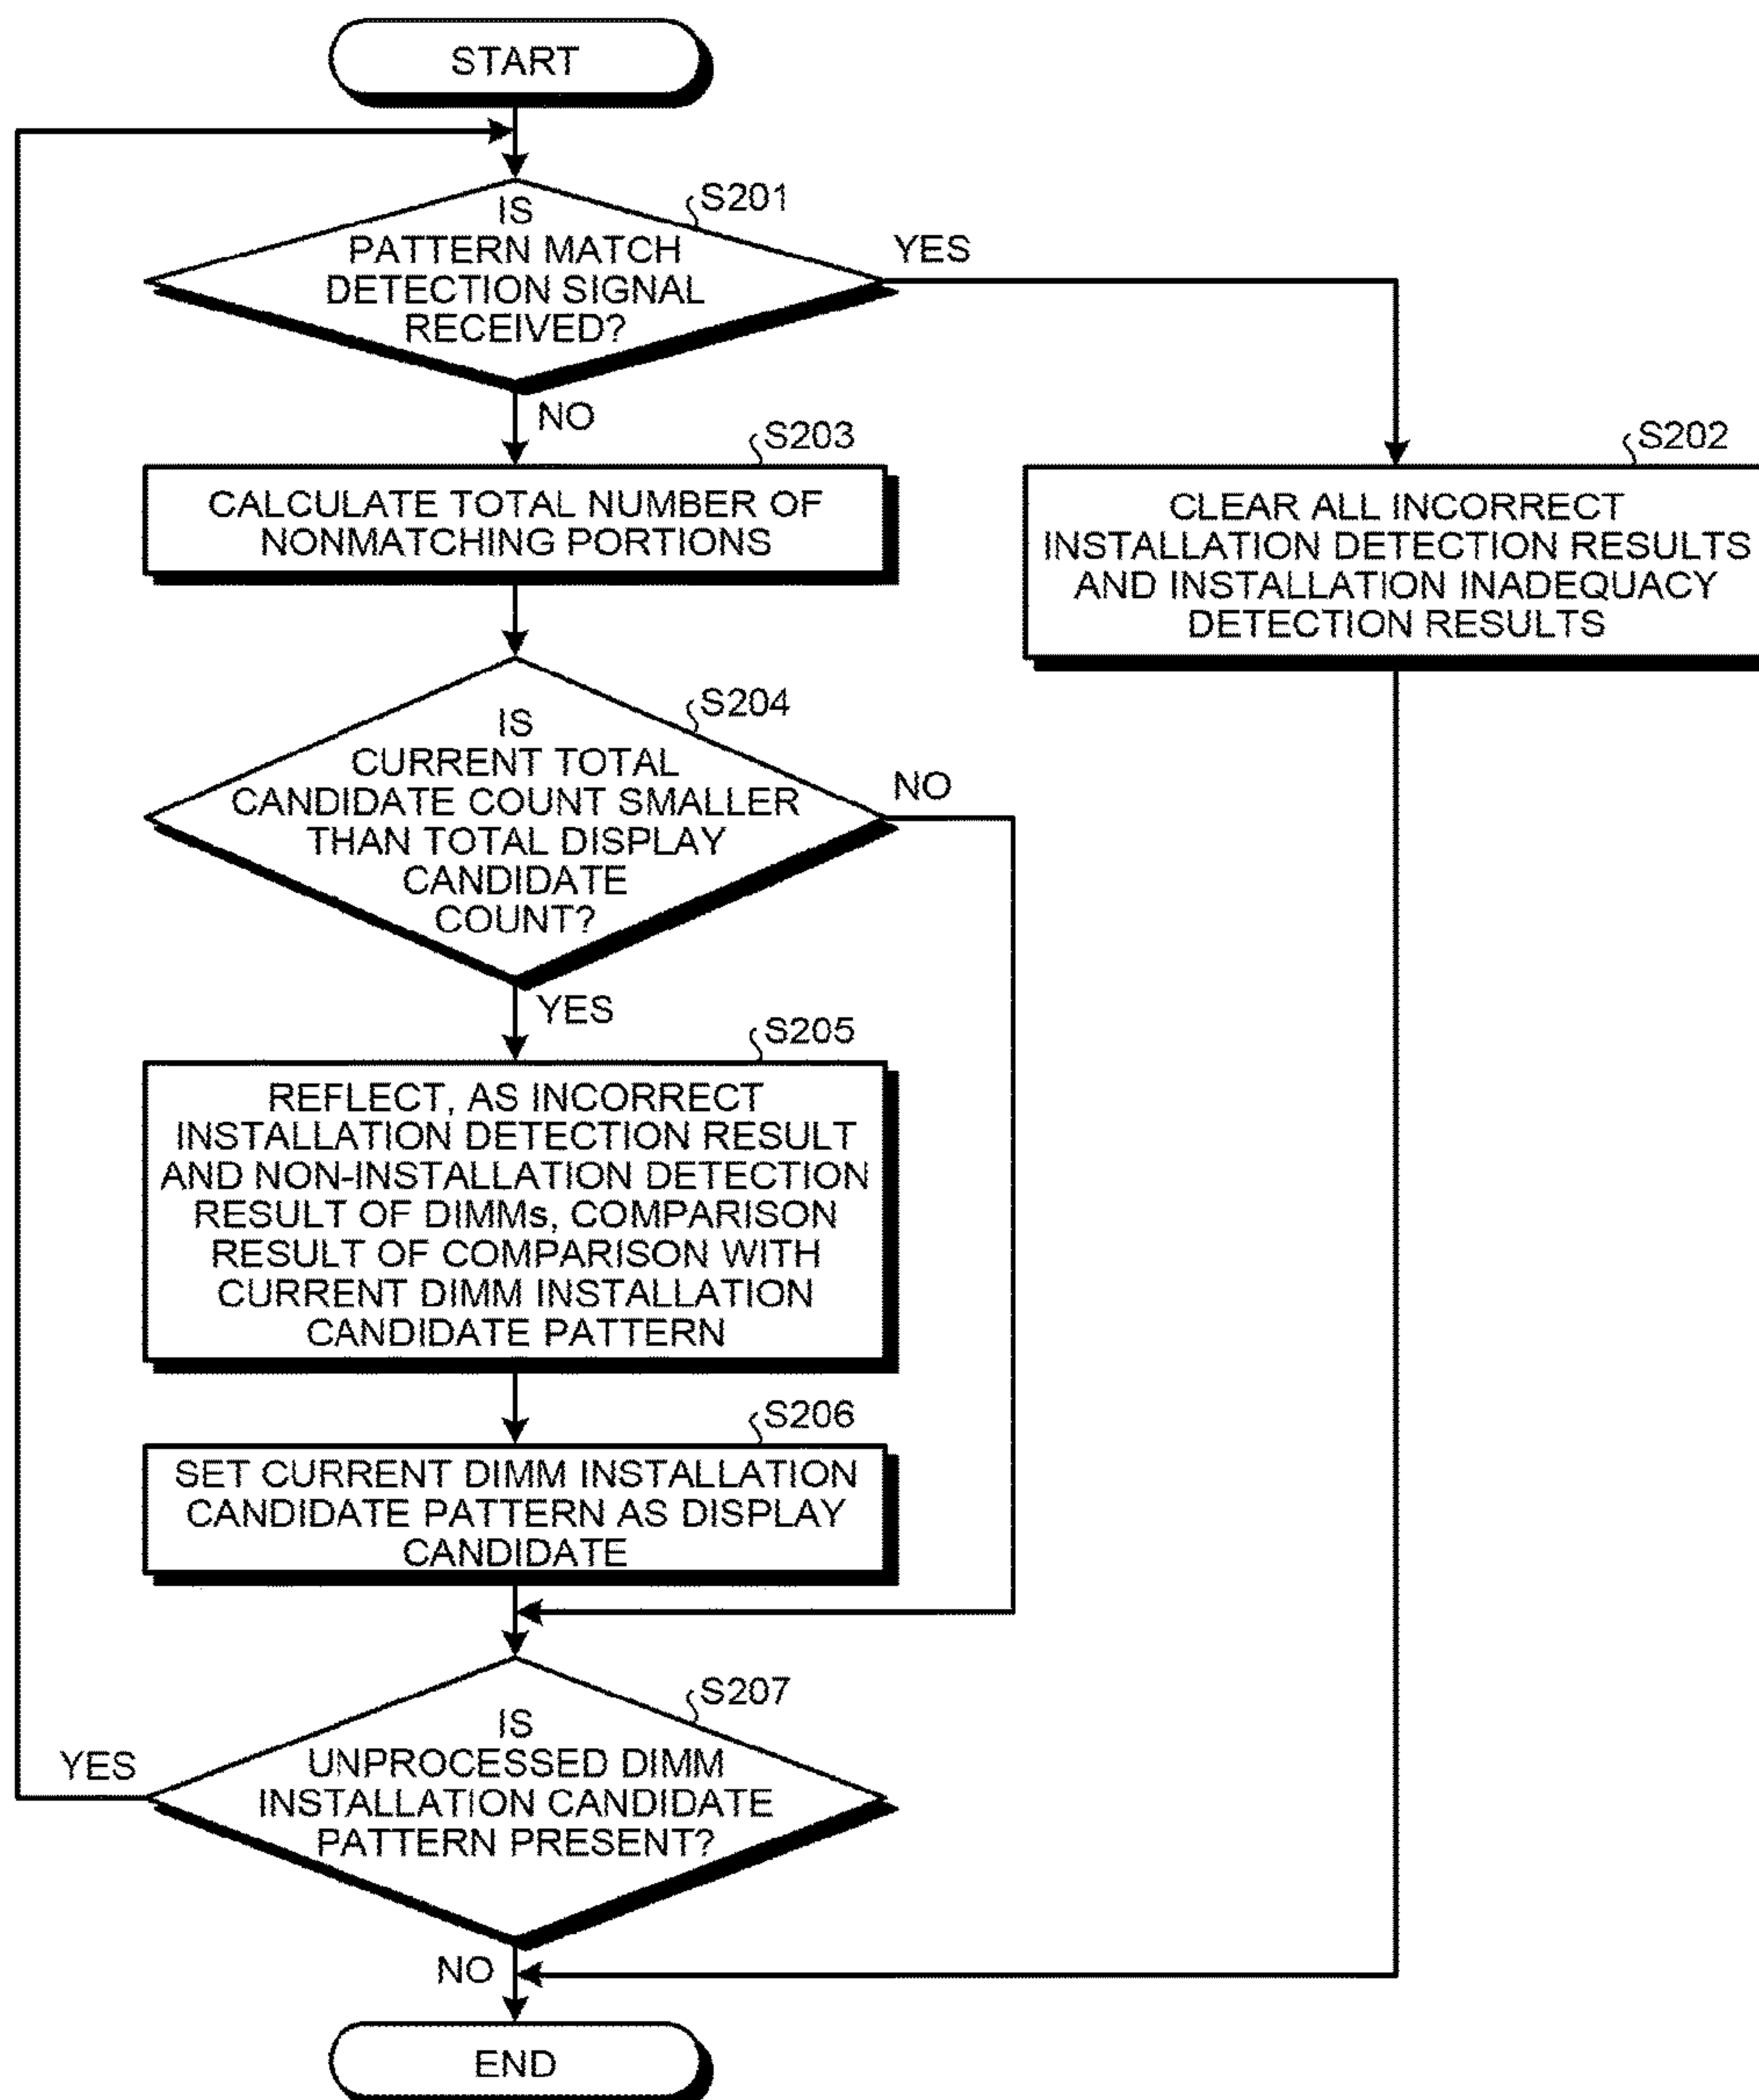 START
S201
IS
PATTERN MATCH
DETECTION SIGNAL
RECEIVED?
YES
NO
S203
CALCULATE TOTAL NUMBER OF
NONMATCHING PORTIONS
S202
CLEAR ALL INCORRECT
INSTALLATION DETECTION RESULTS
AND INSTALLATION INADEQUACY
DETECTION RESULTS
S204
IS
CURRENT TOTAL
CANDIDATE COUNT SMALLER
THAN TOTAL DISPLAY
CANDIDATE
COUNT?
NO
YES
S205
REFLECT, AS INCORRECT
INSTALLATION DETECTION RESULT
AND NON-INSTALLATION DETECTION
RESULT OF DIMMs, COMPARISON
RESULT OF COMPARISON WITH
CURRENT DIMM INSTALLATION
CANDIDATE PATTERN
S206
SET CURRENT DIMM INSTALLATION
CANDIDATE PATTERN AS DISPLAY
CANDIDATE
S207
IS
UNPROCESSED DIMM
INSTALLATION CANDIDATE
PATTERN PRESENT?
YES
NO
END